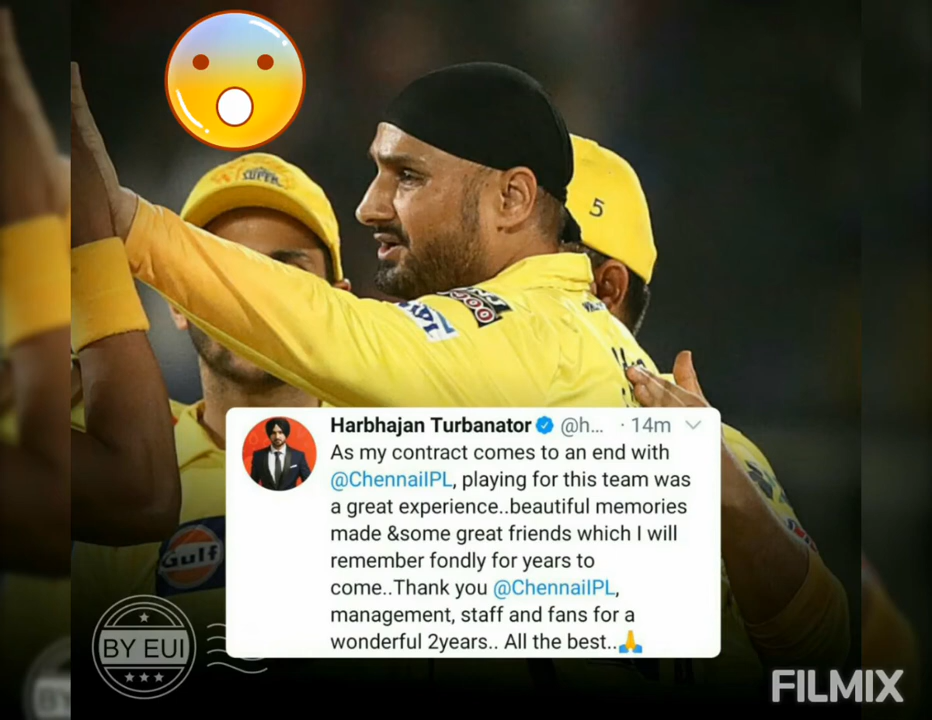 SUPER
5
Gulf
Harbhajan Turbanator @h... · 14m
As my contract comes to an end with
@ChennaiIPL, playing for this team was
a great experience..beautiful memories
made &some great friends which I will
remember fondly for years to
come..Thank you @ChennaiIPL,
management, staff and fans for a
wonderful 2years.. All the best..🙏
BY EUI
FILMIX